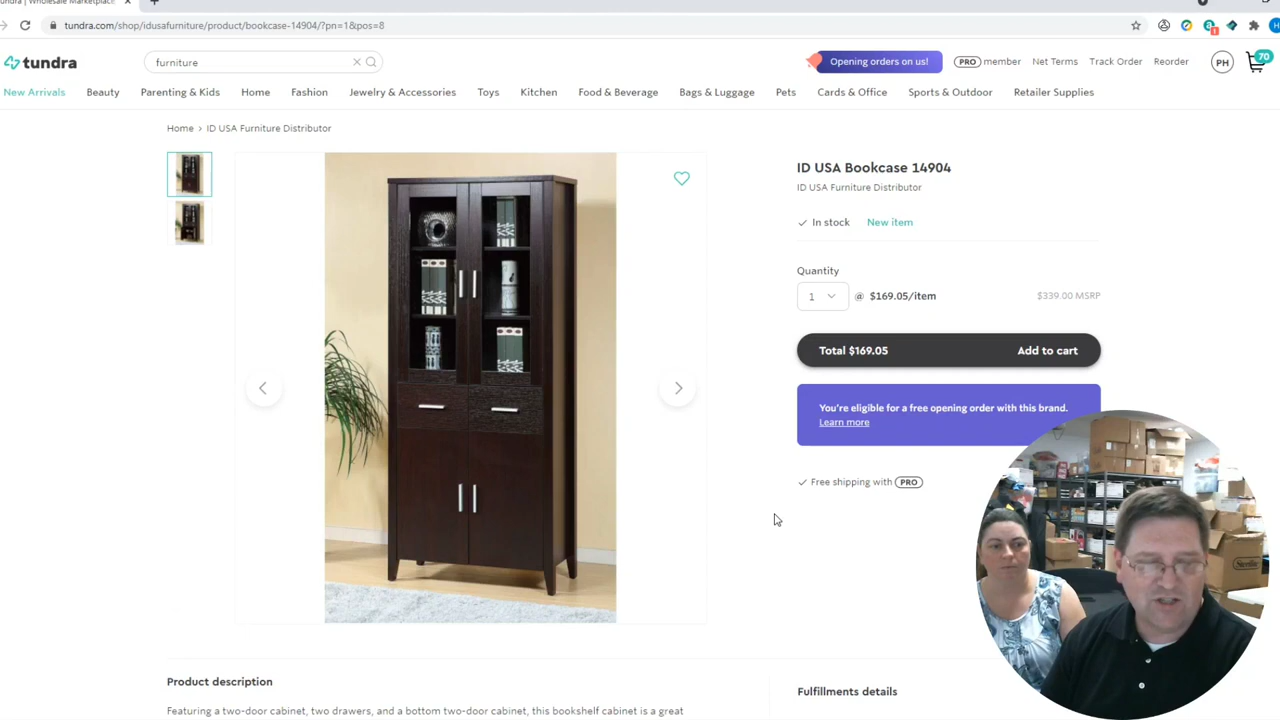 tundra | Wholesale Marketplace
tundra.com/shop/idusafurniture/product/bookcase-14904/?pn=1&pos=8
tundra
furniture
Opening orders on us!
PRO member
Net Terms
Track Order
Reorder
PH
70
New Arrivals
Beauty
Parenting & Kids
Home
Fashion
Jewelry & Accessories
Toys
Kitchen
Food & Beverage
Bags & Luggage
Pets
Cards & Office
Sports & Outdoor
Retailer Supplies
Home > ID USA Furniture Distributor
ID USA Bookcase 14904
ID USA Furniture Distributor
In stock
New item
Quantity
1
@ $169.05/item
$339.00 MSRP
Total $169.05
Add to cart
You're eligible for a free opening order with this brand.
Learn more
Free shipping with PRO
Product description
Featuring a two-door cabinet, two drawers, and a bottom two-door cabinet, this bookshelf cabinet is a great
Fulfillments details